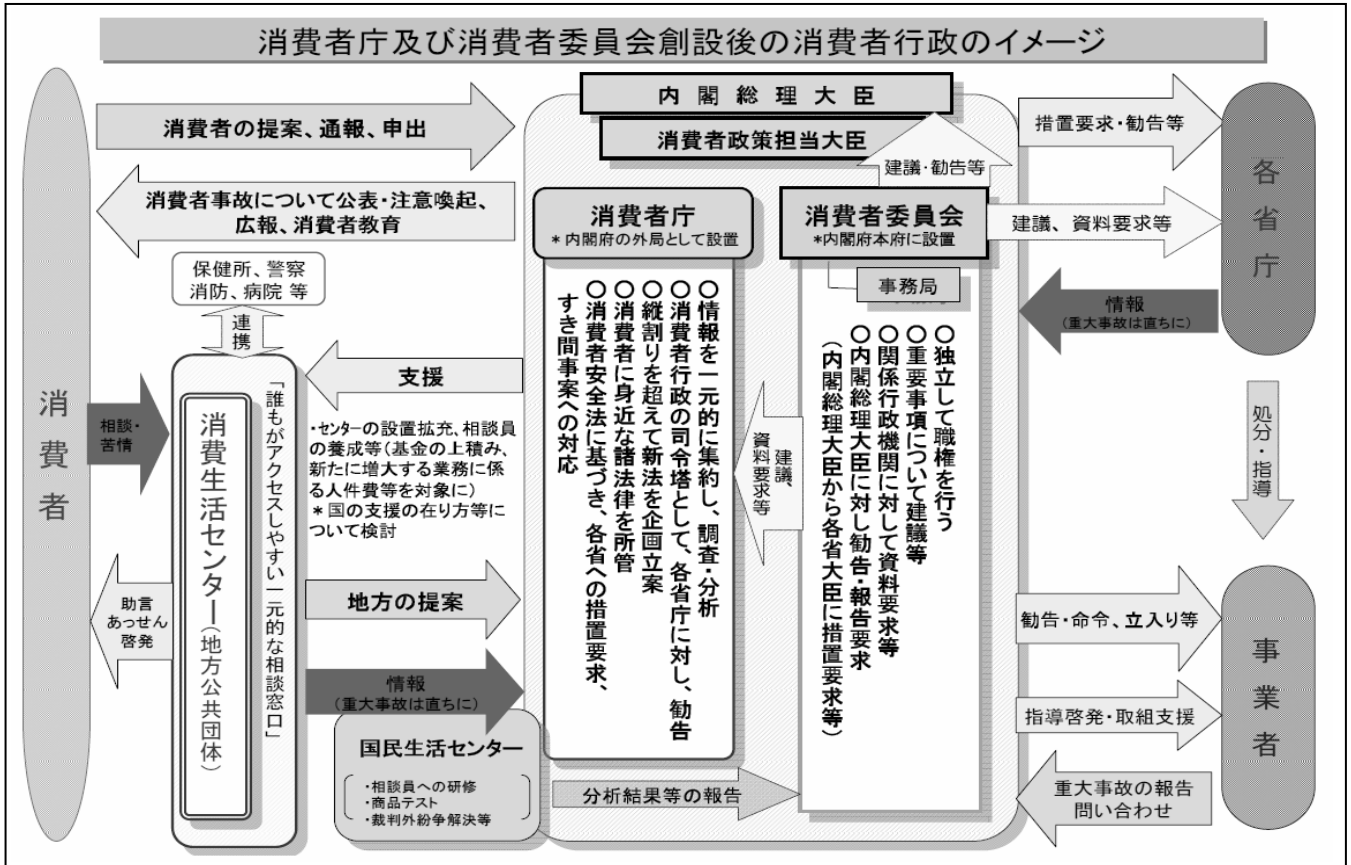 消費者庁及び消費者委員会創設後の消費者行政のイメージ
消費者
消費者の提案、通報、申出
消費者事故について公表・注意喚起、
広報、消費者教育
保健所、警察
消防、病院 等
連携
相談・
苦情
助言
あっせん
啓発
「誰もがアクセスしやすい一元的な相談窓口」
消費生活センター(地方公共団体)
支援
・センターの設置拡充、相談員
の養成等(基金の上積み、
新たに増大する業務に係
る人件費等を対象に)
*国の支援の在り方等に
ついて検討
地方の提案
情報
(重大事故は直ちに)
国民生活センター
・相談員への研修
・商品テスト
・裁判外紛争解決等
内閣総理大臣
消費者政策担当大臣
建議・勧告等
消費者庁
*内閣府の外局として設置
○情報を一元的に集約し、調査・分析
○消費者行政の司令塔として、各省庁に対し、勧告
○縦割りを超えて新法を企画立案
○消費者に身近な諸法律を所管
○消費者安全法に基づき、各省への措置要求、
すき間事案への対応
建議、
資料要求等
消費者委員会
*内閣府本府に設置
事務局
○独立して職権を行う
○重要事項について建議等
○関係行政機関に対して資料要求等
○内閣総理大臣に対し勧告・報告要求
(内閣総理大臣から各省大臣に措置要求等)
分析結果等の報告
措置要求・勧告等
建議、資料要求等
情報
(重大事故は直ちに)
各省庁
処分・指導
勧告・命令、立入り等
指導啓発・取組支援
重大事故の報告
問い合わせ
事業者